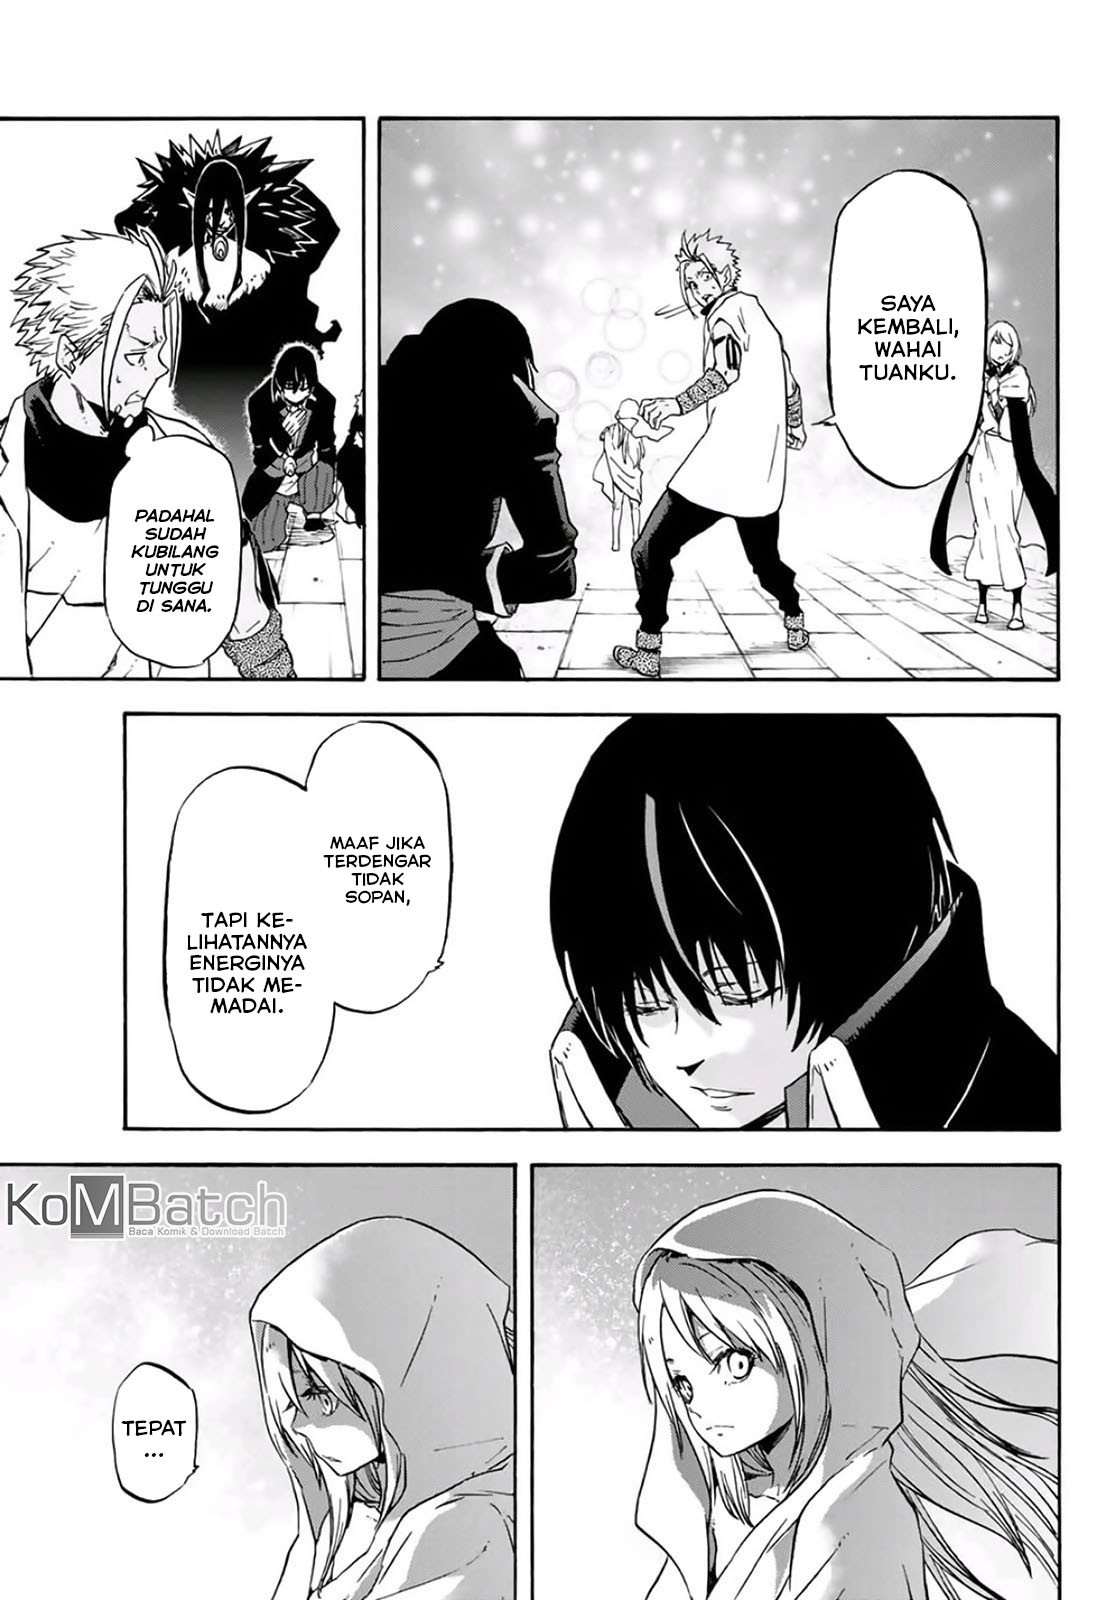 SAYA
KEMBALI,
WAHAI
TUANKU.
PADAHAL
SUDAH
KUBILANG
UNTUK
TUNGGU
DI SANA.
MAAF JIKA
TERDENGAR
TIDAK
SOPAN,
TAPI KE-
LIHATANNYA
ENERGINYA
TIDAK ME-
MADAI.
KoMBatch
Baca Komik & Download Batch
TEPAT
...